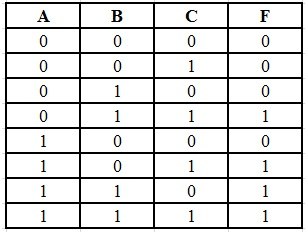 A B C F
0 0 0 0
0 0 1 0
0 1 0 0
0 1 1 1
1 0 0 0
1 0 1 1
1 1 0 1
1 1 1 1